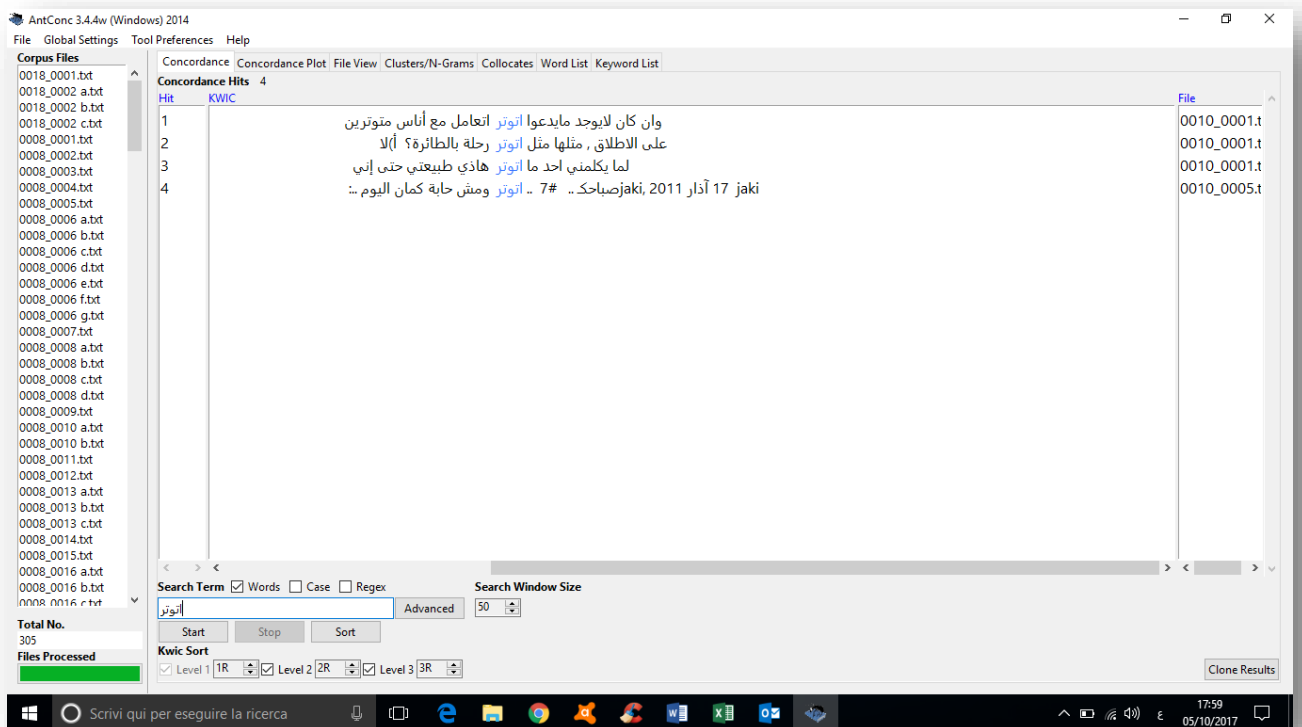 AntConc 3.4.4w (Windows) 2014
File Global Settings Tool Preferences Help
Corpus Files
0018_0001.txt
0018_0002 a.txt
0018_0002 b.txt
0018_0002 c.txt
0008_0001.txt
0008_0002.txt
0008_0003.txt
0008_0004.txt
0008_0005.txt
0008_0006 a.txt
0008_0006 b.txt
0008_0006 c.txt
0008_0006 d.txt
0008_0006 e.txt
0008_0006 f.txt
0008_0006 g.txt
0008_0007.txt
0008_0008 a.txt
0008_0008 b.txt
0008_0008 c.txt
0008_0008 d.txt
0008_0009.txt
0008_0010 a.txt
0008_0010 b.txt
0008_0011.txt
0008_0012.txt
0008_0013 a.txt
0008_0013 b.txt
0008_0013 c.txt
0008_0014.txt
0008_0015.txt
0008_0016 a.txt
0008_0016 b.txt
0008_0016 c.txt
Total No.
305
Files Processed
Concordance Concordance Plot File View Clusters/N-Grams Collocates Word List Keyword List
Concordance Hits 4
Hit KWIC File
1 وان كان لايوجد مايدعوا اتوتر اتعامل مع أناس متوترين 0010_0001.t
2 على الاطلاق , مثلها مثل اتوتر رحلة بالطائرة؟ أ)لا 0010_0001.t
3 لما يكلمني احد ما اتوتر هاذي طبيعتي حتى إني 0010_0001.t
4 jaki 17 آذار 2011 ,jakiصباحكـ .. #7 .. اتوتر ومش حابة كمان اليوم ..: 0010_0005.t
Search Term Words Case Regex Search Window Size
اتوتر Advanced 50
Start Stop Sort
Kwic Sort
Level 1 1R Level 2 2R Level 3 3R Clone Results
Scrivi qui per eseguire la ricerca
ع 17:59
05/10/2017